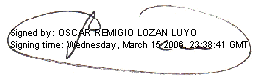 Signed by: OSCAR REMIGIO LOZAN LUYO
Signing time: Wednesday, March 15 2006, 23:38:41 GMT